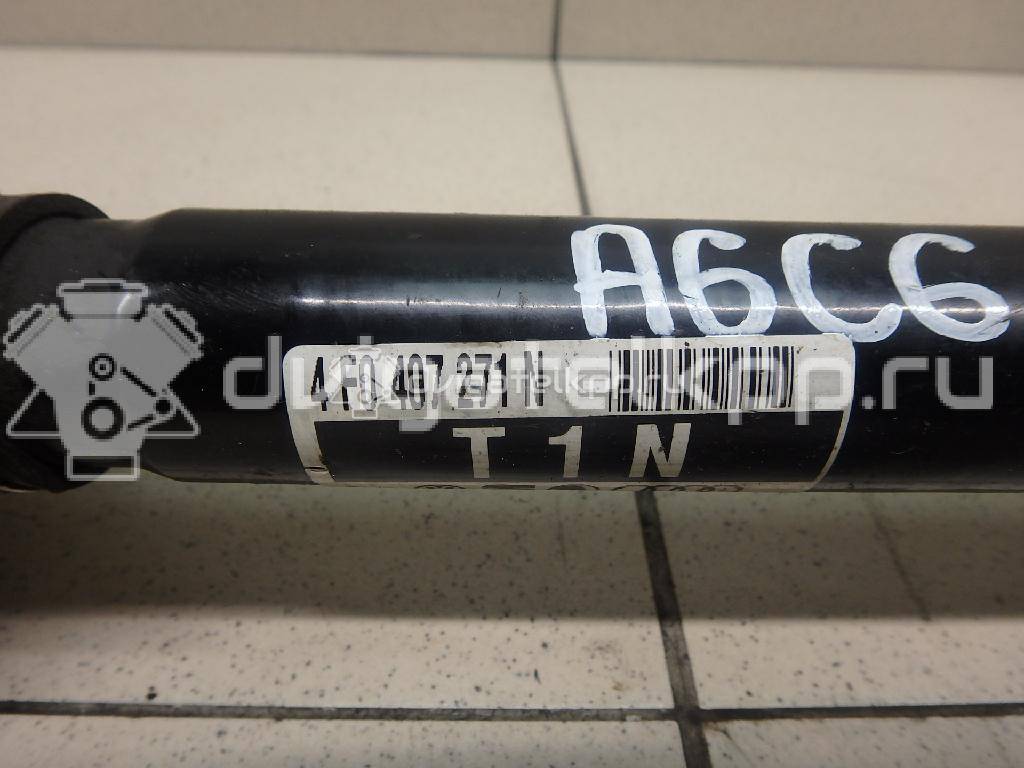 A6C6
4F0 407 271 N
T1N
dvigatelkpp.ru